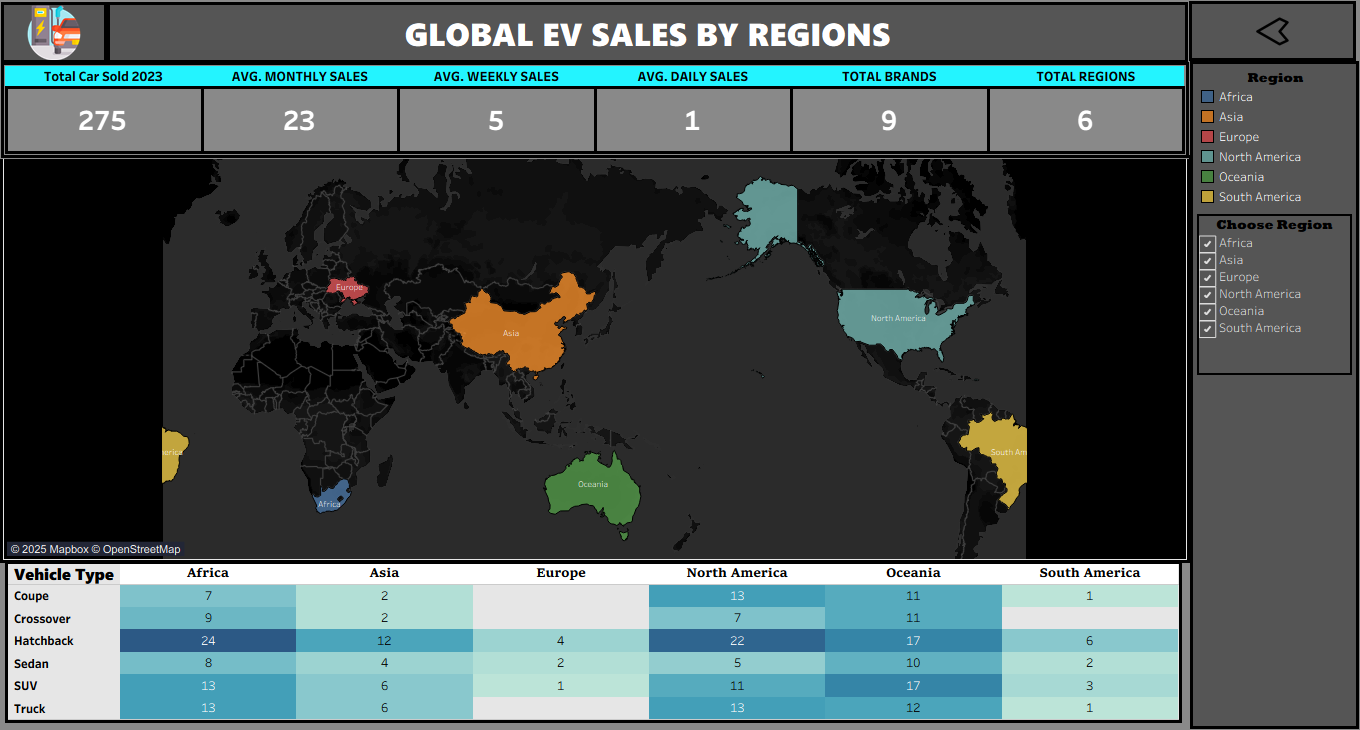 GLOBAL EV SALES BY REGIONS
Total Car Sold 2023 AVG. MONTHLY SALES AVG. WEEKLY SALES AVG. DAILY SALES TOTAL BRANDS TOTAL REGIONS
275 23 5 1 9 6
Region
Africa
Asia
Europe
North America
Oceania
South America
Choose Region
Africa
Asia
Europe
North America
Oceania
South America
Europe
North America
Asia
erica
South Am
Oceania
Africa
© 2025 Mapbox © OpenStreetMap
Vehicle Type Africa Asia Europe North America Oceania South America
Coupe 7 2 13 11 1
Crossover 9 2 7 11
Hatchback 24 12 4 22 17 6
Sedan 8 4 2 5 10 2
SUV 13 6 1 11 17 3
Truck 13 6 13 12 1